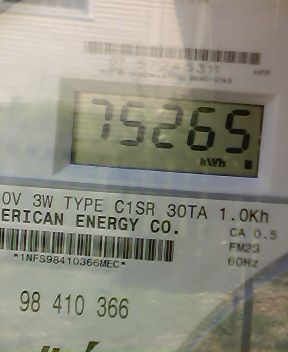 75265
kWh
0V 3W TYPE C1SR 30TA 1.0Kh
ERICAN ENERGY CO.
CA 0.5
FM2S
60Hz
*1NFS98410366MEC*
98 410 366